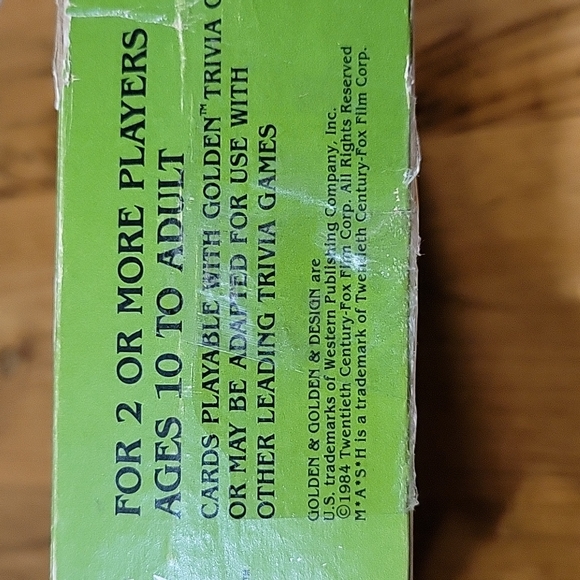 FOR 2 OR MORE PLAYERS
AGES 10 TO ADULT
CARDS PLAYABLE WITH GOLDEN™ TRIVIA
OR MAY BE ADAPTED FOR USE WITH
OTHER LEADING TRIVIA GAMES
GOLDEN & GOLDEN & DESIGN are
U.S. trademarks of Western Publishing Company, Inc.
©1984 Twentieth Century-Fox Film Corp. All Rights Reserved
M*A*S*H is a trademark of Twentieth Century-Fox Film Corp.